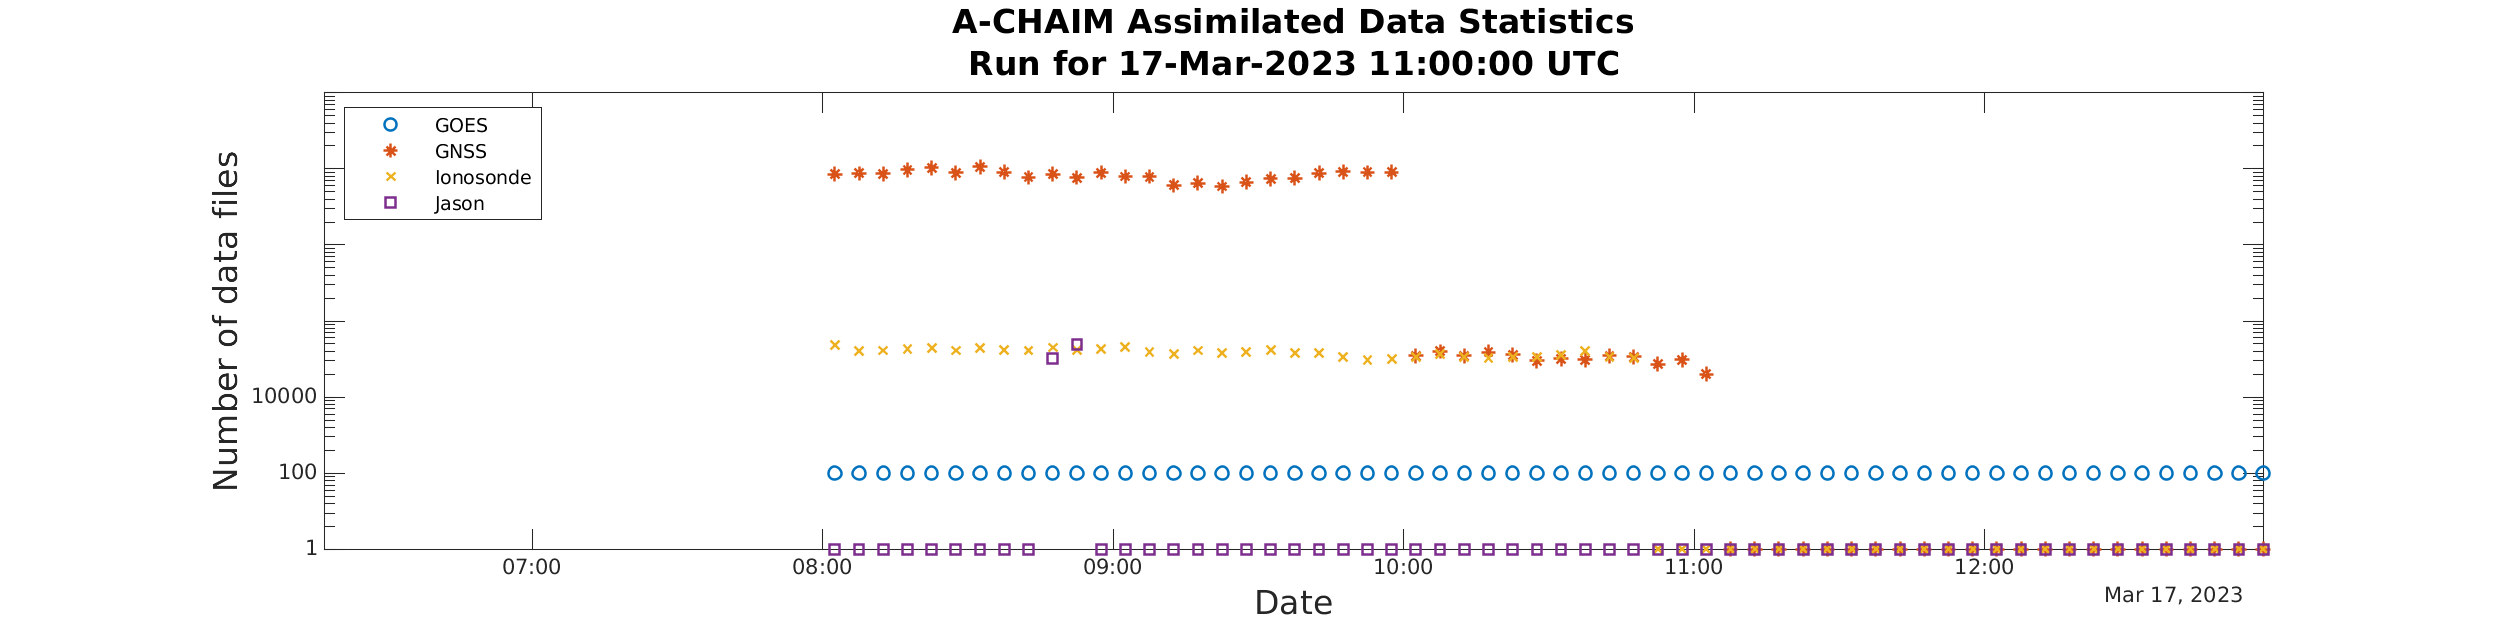 A-CHAIM Assimilated Data Statistics
Run for 17-Mar-2023 11:00:00 UTC
Number of data files
GOES
GNSS
Ionosonde
Jason
10000
100
1
07:00 08:00 09:00 10:00 11:00 12:00
Date
Mar 17, 2023